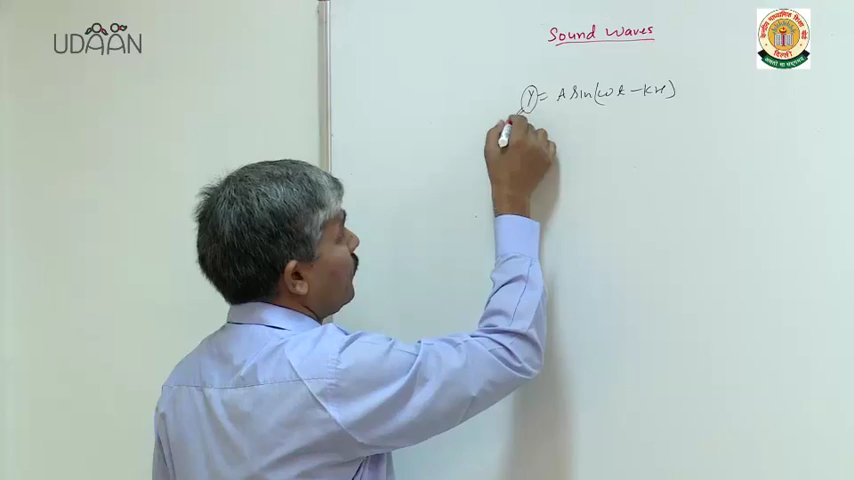 UDAAN
Sound Waves
Y = A Sin(ωt - kx)